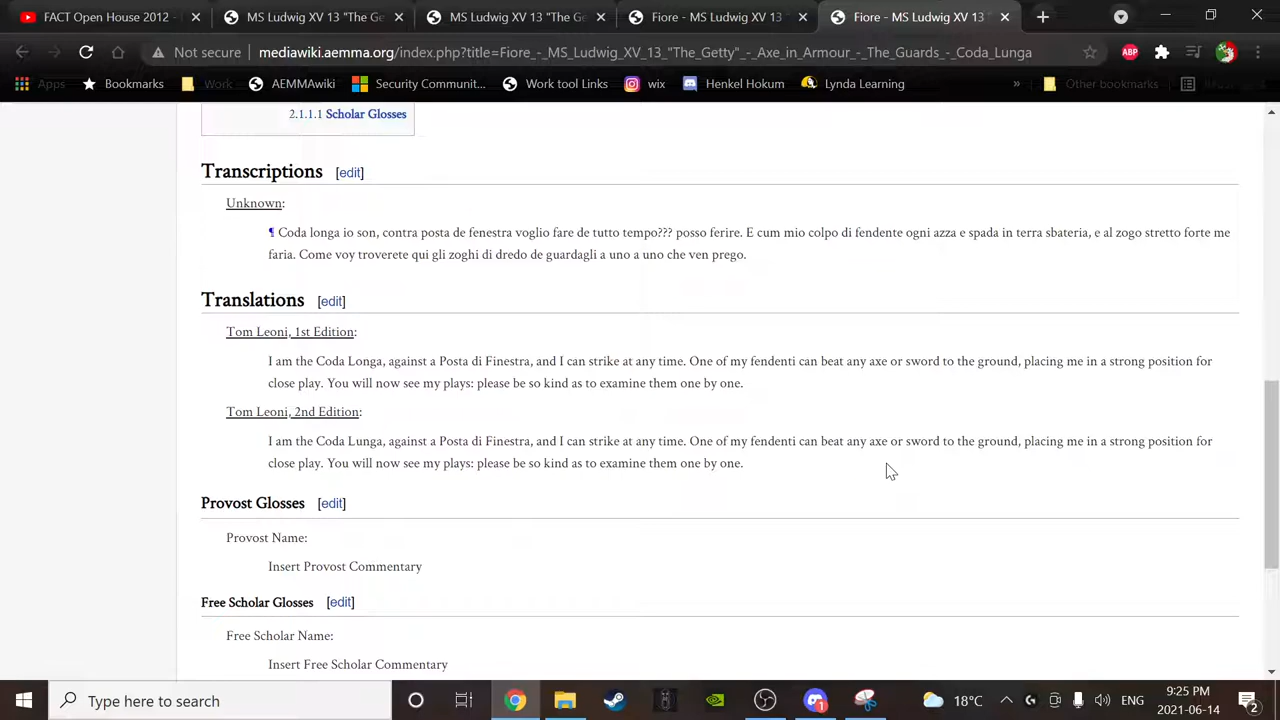 FACT Open House 2012 -
MS Ludwig XV 13 "The Ge
MS Ludwig XV 13 "The Ge
Fiore - MS Ludwig XV 13
Fiore - MS Ludwig XV 13
Not secure mediawiki.aemma.org/index.php?title=Fiore_-_MS_Ludwig_XV_13_"The_Getty"_-_Axe_in_Armour_-_The_Guards_-_Coda_Lunga
Apps Bookmarks Work AEMMAwiki Security Communit... Work tool Links wix Henkel Hokum Lynda Learning » Other bookmarks
2.1.1.1 Scholar Glosses
Transcriptions [edit]
Unknown:
¶ Coda longa io son, contra posta de fenestra voglio fare de tutto tempo??? posso ferire. E cum mio colpo di fendente ogni azza e spada in terra sbateria, e al zogo stretto forte me
faria. Come voy troverete qui gli zoghi di dredo de guardagli a uno a uno che ven prego.
Translations [edit]
Tom Leoni, 1st Edition:
I am the Coda Longa, against a Posta di Finestra, and I can strike at any time. One of my fendenti can beat any axe or sword to the ground, placing me in a strong position for
close play. You will now see my plays: please be so kind as to examine them one by one.
Tom Leoni, 2nd Edition:
I am the Coda Lunga, against a Posta di Finestra, and I can strike at any time. One of my fendenti can beat any axe or sword to the ground, placing me in a strong position for
close play. You will now see my plays: please be so kind as to examine them one by one.
Provost Glosses [edit]
Provost Name:
Insert Provost Commentary
Free Scholar Glosses [edit]
Free Scholar Name:
Insert Free Scholar Commentary
Type here to search
1
18°C
ENG
9:25 PM
2021-06-14
2